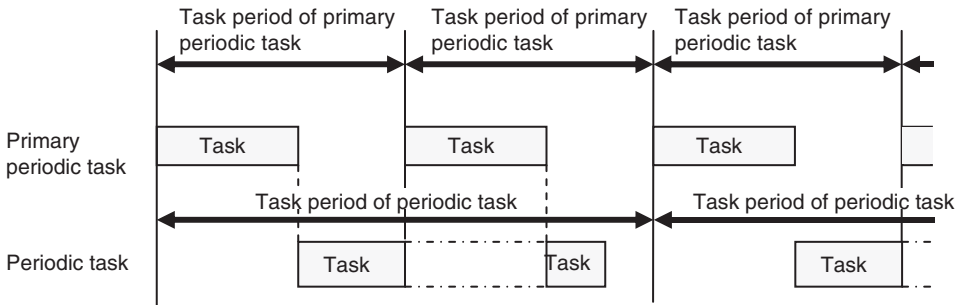 Task period of primary
periodic task
Task period of primary
periodic task
Task period of primary
periodic task
Primary
periodic task
Task
Task
Task
Task period of periodic task
Task period of periodic task
Periodic task
Task
Task
Task